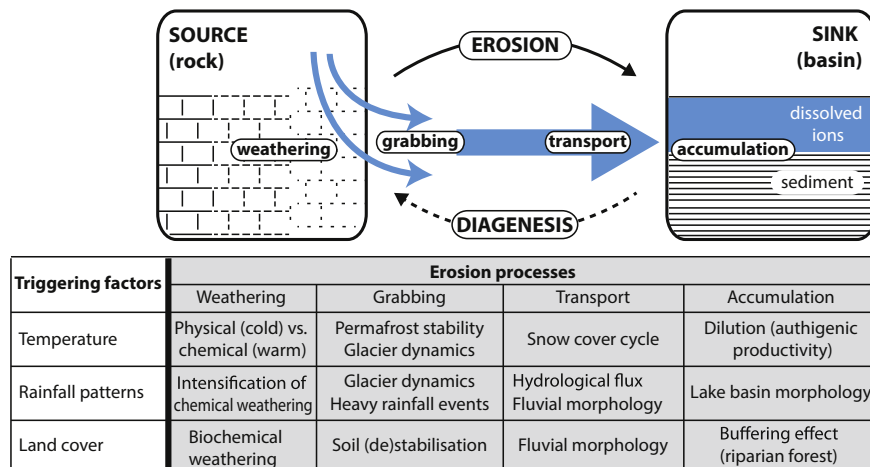 SOURCE
(rock)
EROSION
SINK
(basin)
dissolved
ions
weathering
grabbing
transport
accumulation
sediment
DIAGENESIS
Triggering factors
Erosion processes
Weathering
Grabbing
Transport
Accumulation
Temperature
Physical (cold) vs.
chemical (warm)
Permafrost stability
Glacier dynamics
Snow cover cycle
Dilution (authigenic
productivity)
Rainfall patterns
Intensification of
chemical weathering
Glacier dynamics
Heavy rainfall events
Hydrological flux
Fluvial morphology
Lake basin morphology
Land cover
Biochemical
weathering
Soil (de)stabilisation
Fluvial morphology
Buffering effect
(riparian forest)